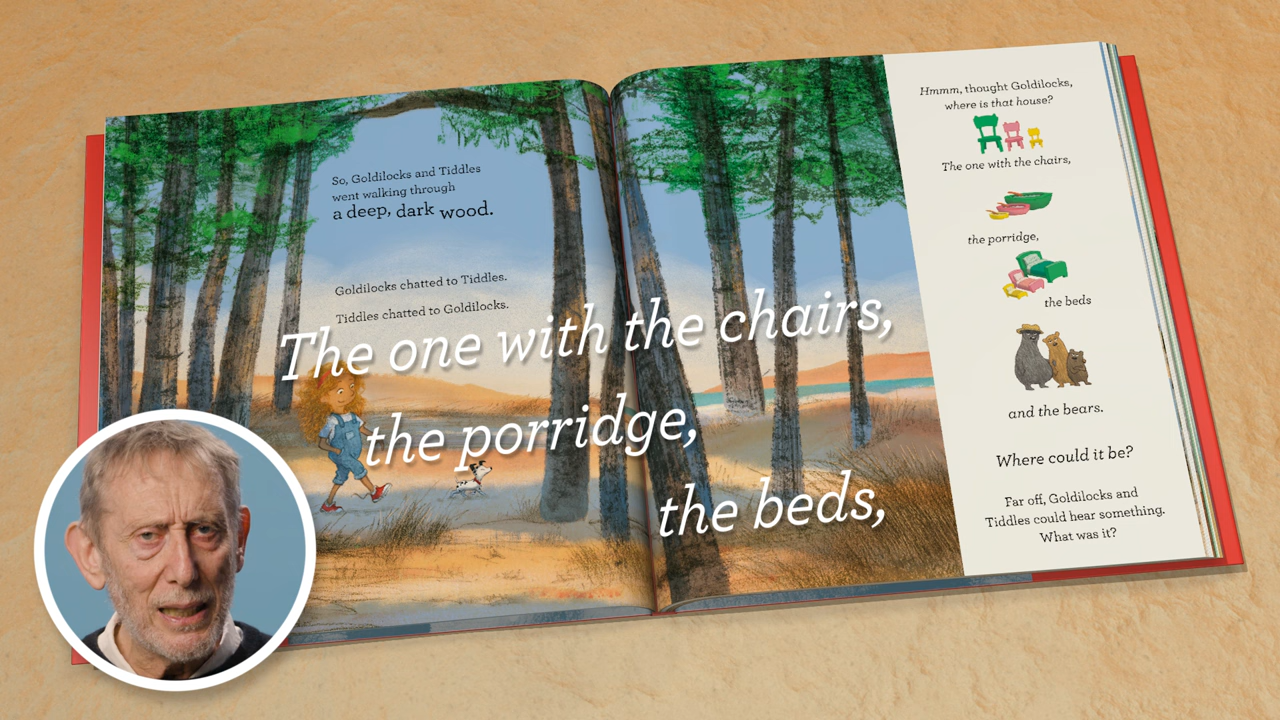 So, Goldilocks and Tiddles
went walking through
a deep, dark wood.
Goldilocks chatted to Tiddles.
Tiddles chatted to Goldilocks.
The one with the chairs,
the porridge,
the beds,
Hmmm, thought Goldilocks,
where is that house?
The one with the chairs,
the porridge,
the beds
and the bears.
Where could it be?
Far off, Goldilocks and
Tiddles could hear something.
What was it?